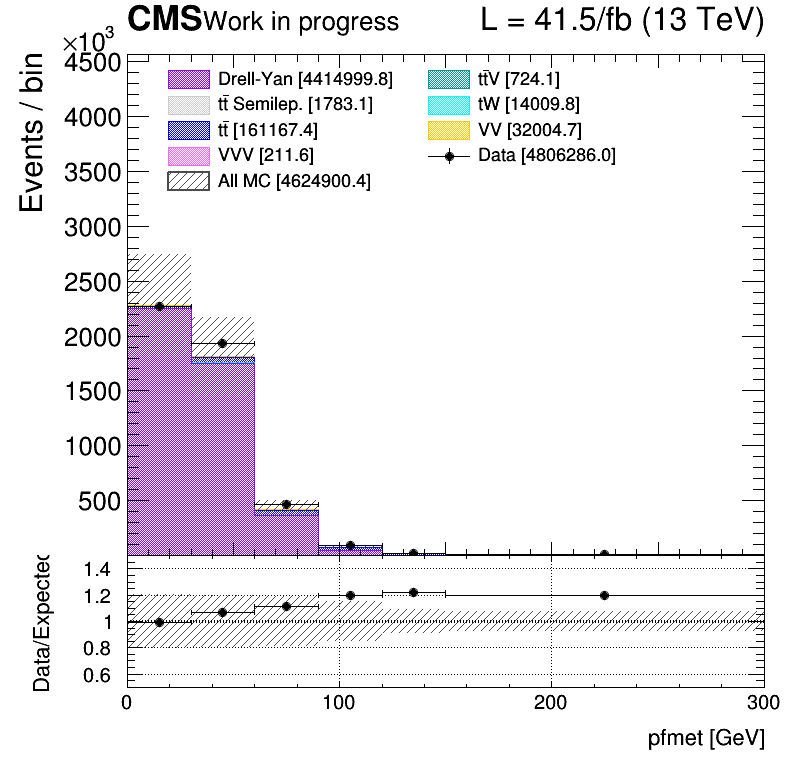 CMS Work in progress L = 41.5/fb (13 TeV)
×10³
Events / bin
4500
4000
3500
3000
2500
2000
1500
1000
500
Drell-Yan [4414999.8]
tt̄ Semilep. [1783.1]
tt̄ [161167.4]
VVV [211.6]
All MC [4624900.4]
tt̄V [724.1]
tW [14009.8]
VV [32004.7]
Data [4806286.0]
Data/Expected
1.4
1.2
1
0.8
0.6
0 100 200 300
pfmet [GeV]